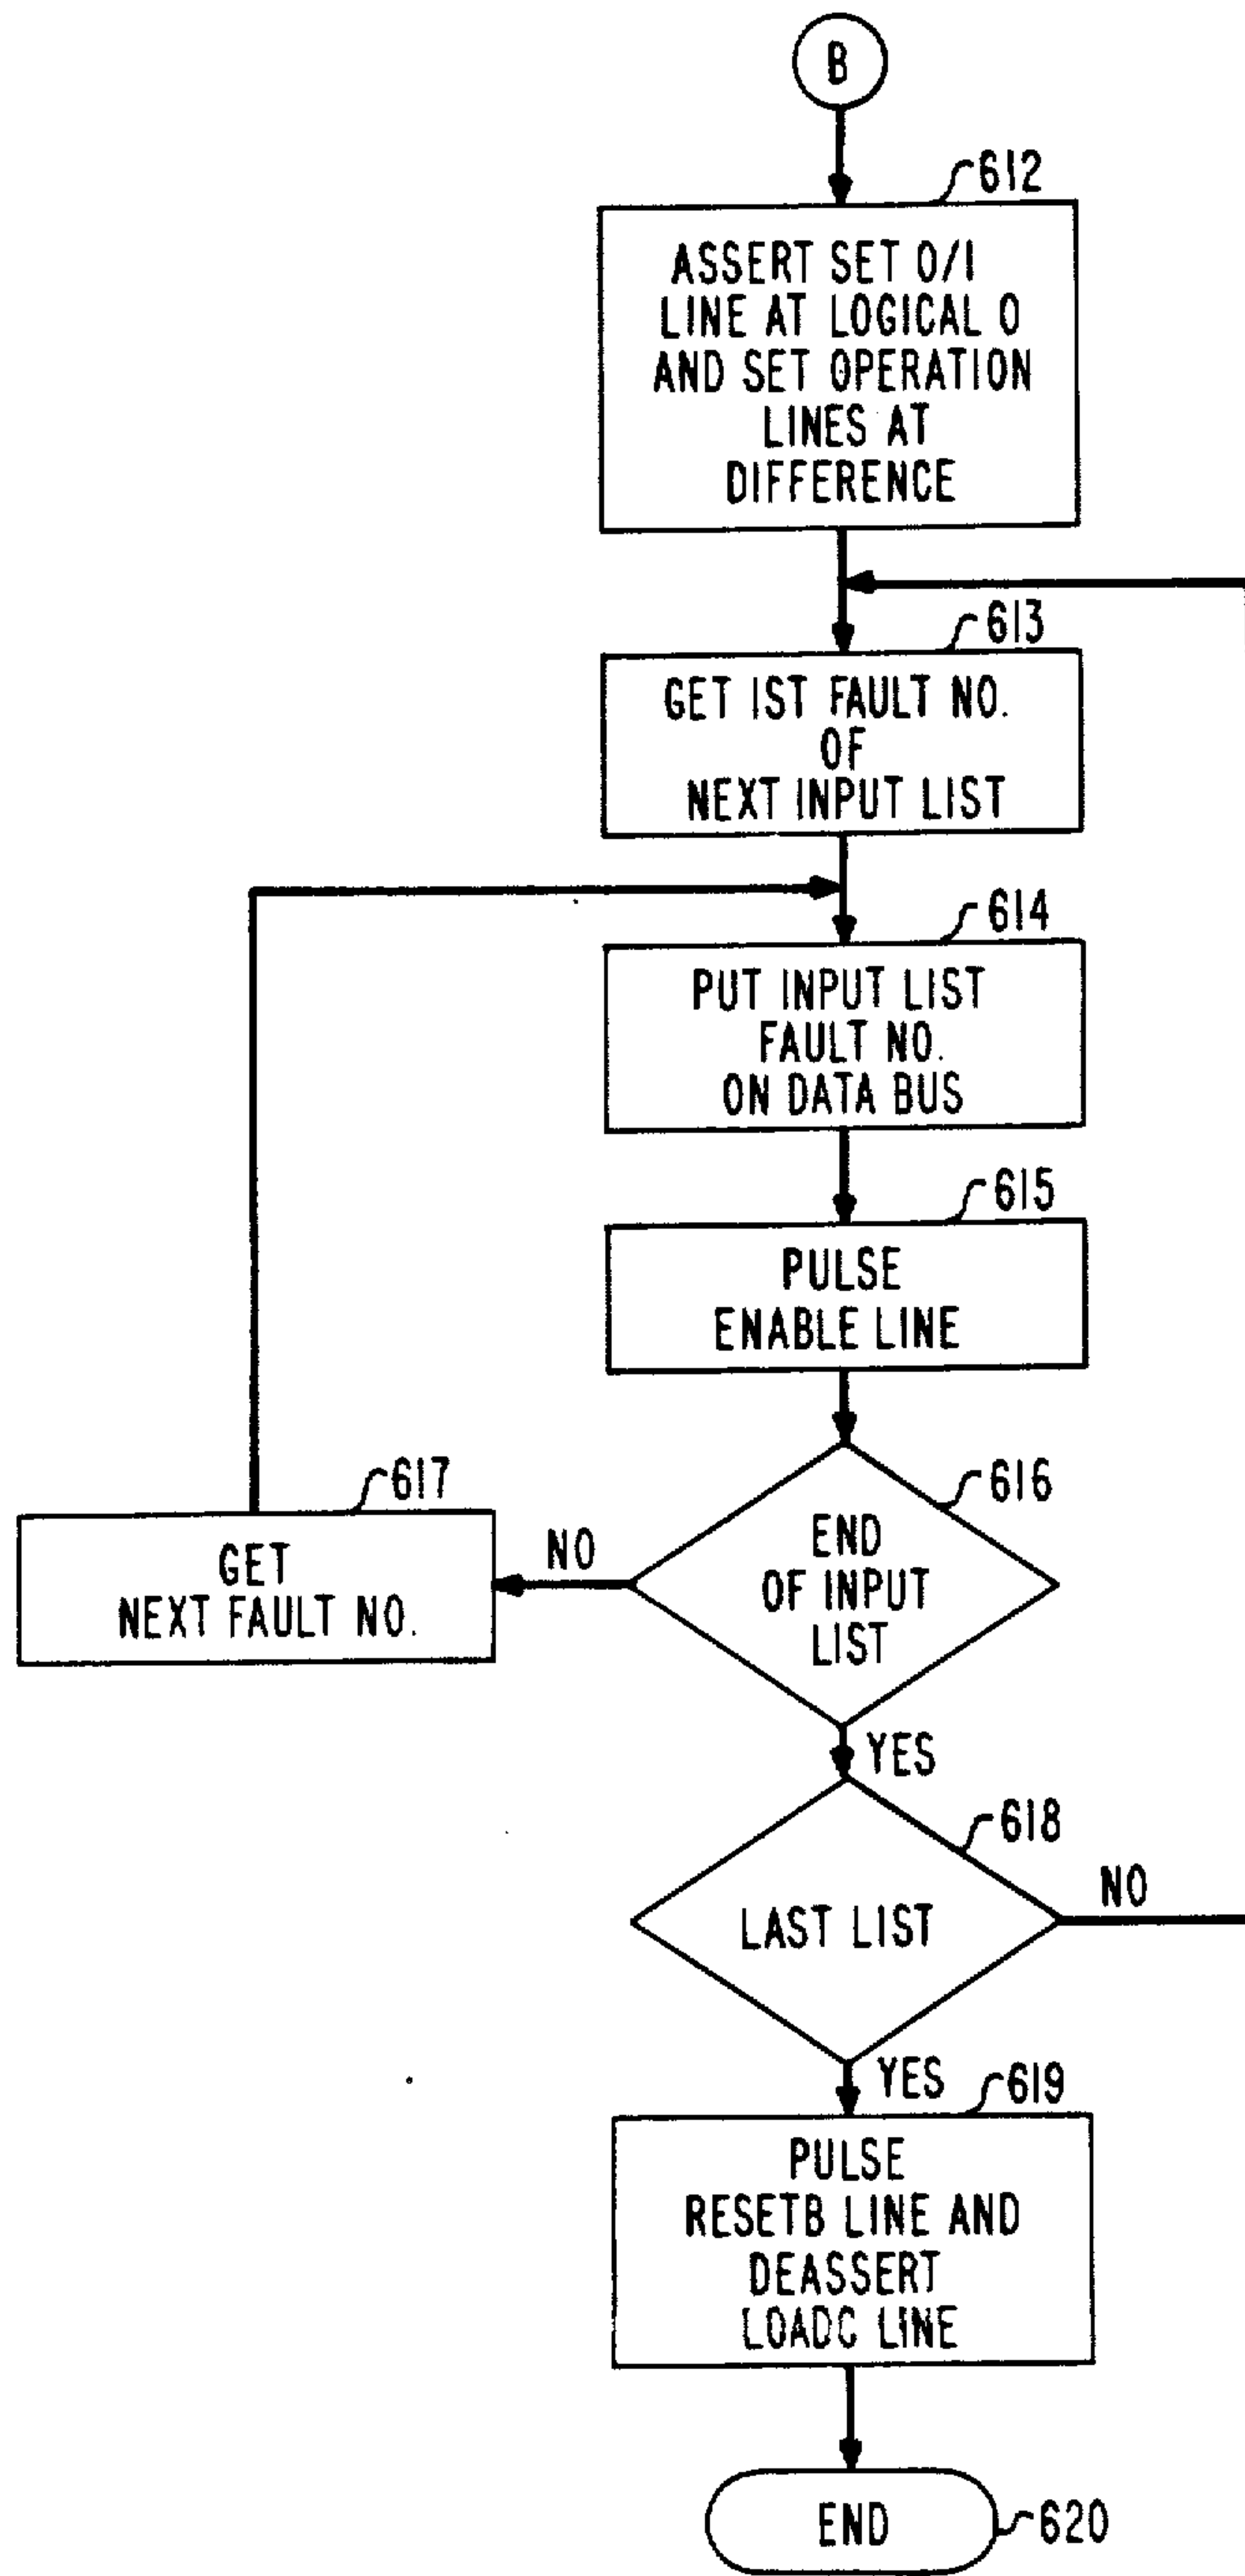 B
612
ASSERT SET 0/1
LINE AT LOGICAL 0
AND SET OPERATION
LINES AT
DIFFERENCE
613
GET 1ST FAULT NO.
OF
NEXT INPUT LIST
614
PUT INPUT LIST
FAULT NO.
ON DATA BUS
615
PULSE
ENABLE LINE
616
END
OF INPUT
LIST
NO
617
GET
NEXT FAULT NO.
YES
618
LAST LIST
NO
YES
619
PULSE
RESETB LINE AND
DEASSERT
LOADC LINE
END
620